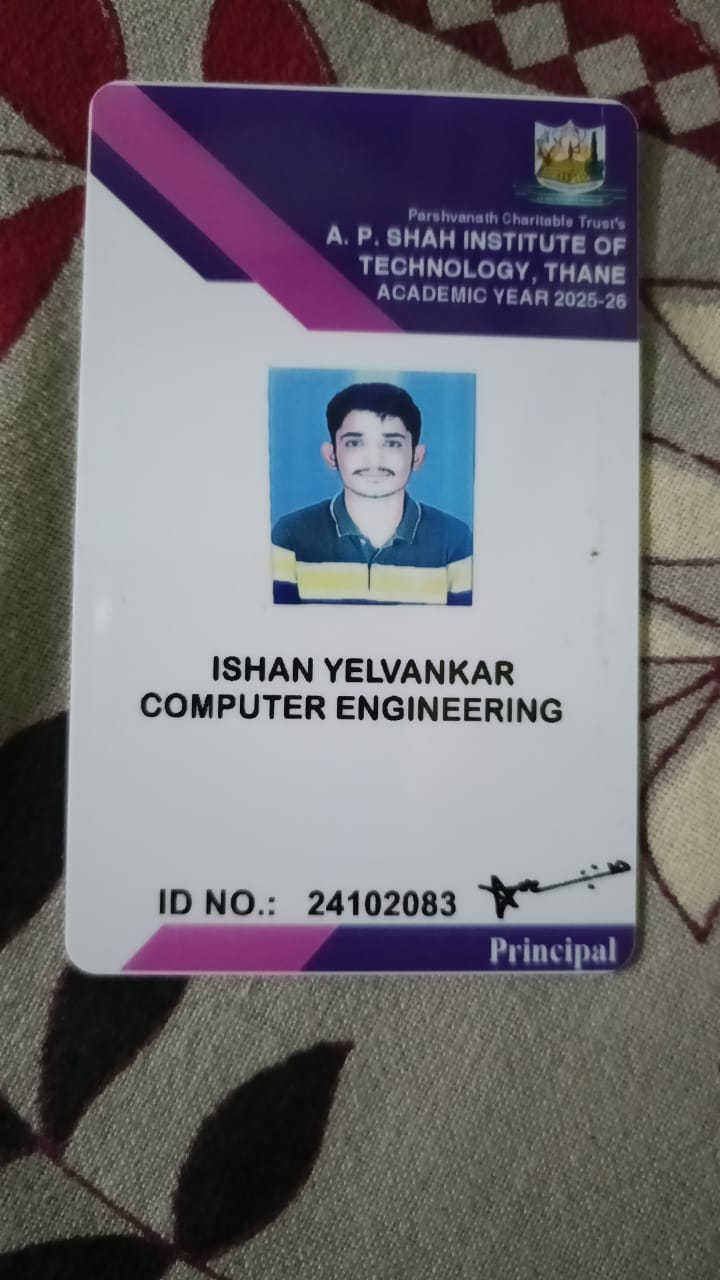 Parshvanath Charitable Trust's
A. P. SHAH INSTITUTE OF
TECHNOLOGY, THANE
ACADEMIC YEAR 2025-26
ISHAN YELVANKAR
COMPUTER ENGINEERING
ID NO.: 24102083
Principal